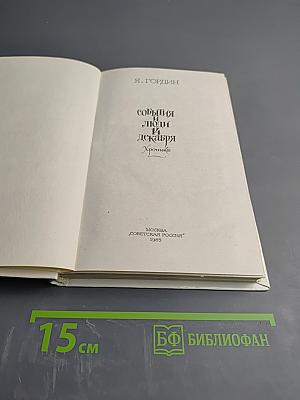 Я. ГОРДИН
СОБЫТИЯ
И
ЛЮДИ
14
ДЕКАБРЯ
Хроника
МОСКВА
„СОВЕТСКАЯ РОССИЯ"
1985
15 см
БФ БИБЛИОФАН